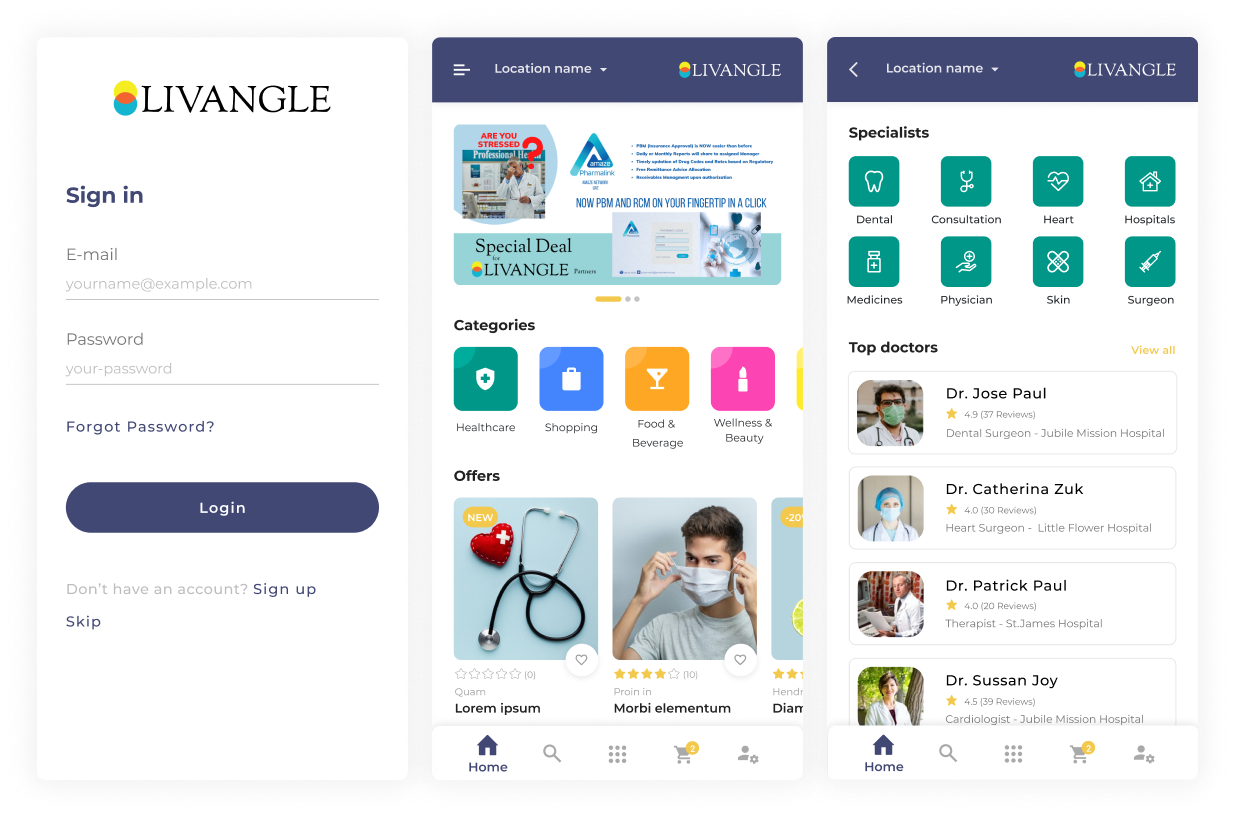 LIVANGLE
Sign in
E-mail
yourname@example.com
Password
your-password
Forgot Password?
Login
Don't have an account? Sign up
Skip
Location name
LIVANGLE
ARE YOU
STRESSED
?
Professional
amaze
Pharmalink
AMAZE NETWORK
• PBM (Insurance Approval) is NOW easier than before
• Daily or Monthly Reports will share to assigned Manager
• Timely updation of Drug Codes and Rates based on Regulatory
• Free Remittance Advice Allocation
• Receivables Managment upon authorisation
NOW PBM AND RCM ON YOUR FINGERTIP IN A CLICK
Special Deal
for
LIVANGLE Partners
Categories
Healthcare
Shopping
Food &
Beverage
Wellness &
Beauty
Offers
NEW
-20
(0)
Quam
Lorem ipsum
(10)
Proin in
Morbi elementum
Hendr
Diam
Home
2
Location name
LIVANGLE
Specialists
Dental
Consultation
Heart
Hospitals
Medicines
Physician
Skin
Surgeon
Top doctors
View all
Dr. Jose Paul
4.9 (37 Reviews)
Dental Surgeon - Jubile Mission Hospital
Dr. Catherina Zuk
4.0 (30 Reviews)
Heart Surgeon - Little Flower Hospital
Dr. Patrick Paul
4.0 (20 Reviews)
Therapist - St.James Hospital
Dr. Sussan Joy
4.5 (39 Reviews)
Cardiologist - Jubile Mission Hospital
Home
2